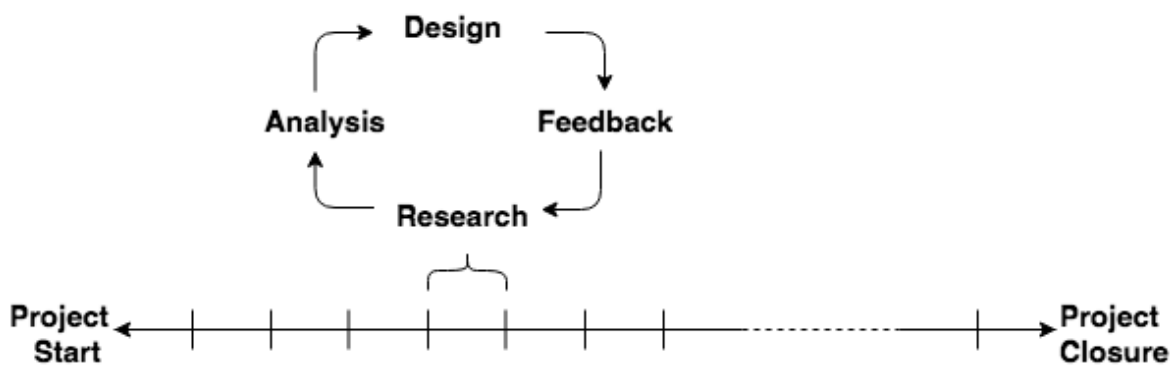 Design
Analysis
Feedback
Research
Project
Start
Project
Closure